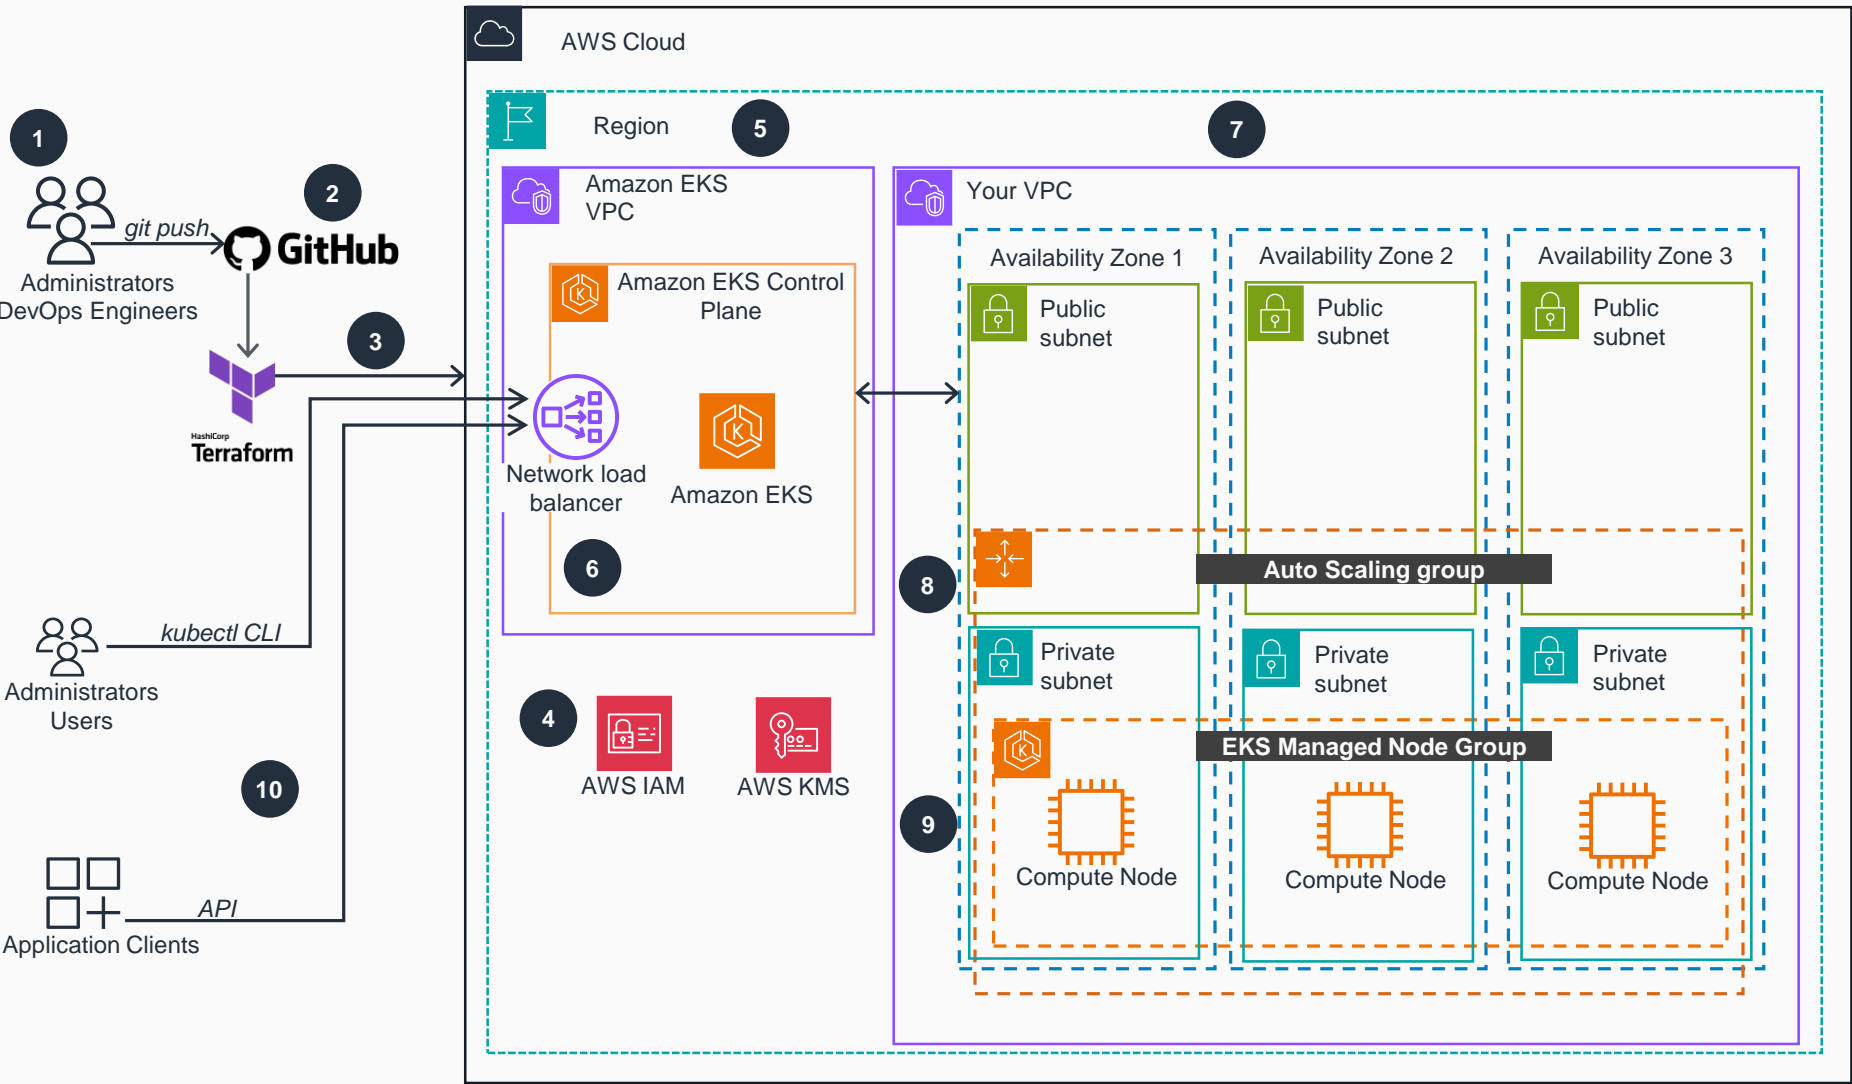 AWS Cloud
Region
5
7
1
Amazon EKS
VPC
Your VPC
2
git push
GitHub
Administrators
DevOps Engineers
3
HashiCorp
Terraform
Amazon EKS Control
Plane
Network load
balancer
Amazon EKS
6
Availability Zone 1
Availability Zone 2
Availability Zone 3
Public
subnet
Public
subnet
Public
subnet
8
Auto Scaling group
kubectl CLI
Administrators
Users
4
AWS IAM
AWS KMS
Private
subnet
Private
subnet
Private
subnet
EKS Managed Node Group
9
Compute Node
Compute Node
Compute Node
10
API
Application Clients